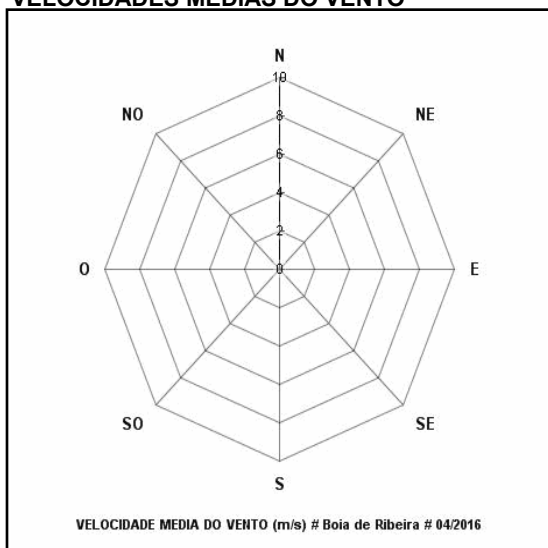 VELOCIDADES MEDIAS DO VENTO
N
10
NO
NE
8
6
4
2
O
0
E
SO
SE
S
VELOCIDADE MEDIA DO VENTO (m/s) # Boia de Ribeira # 04/2016